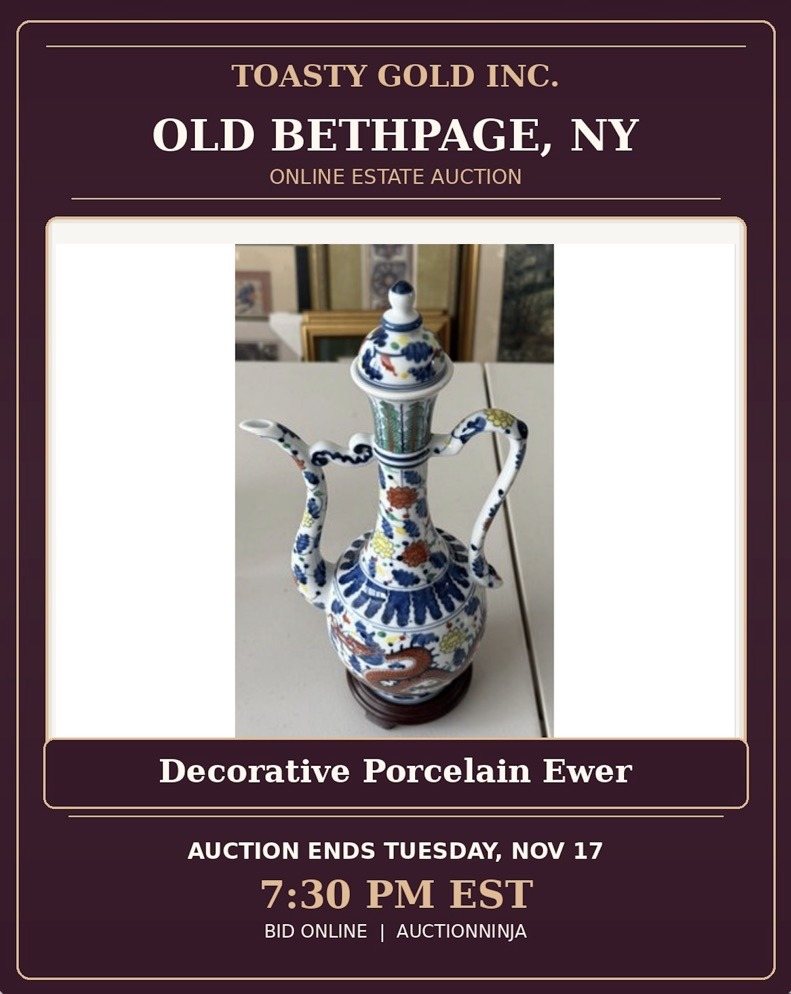 TOASTY GOLD INC.
OLD BETHPAGE, NY
ONLINE ESTATE AUCTION
Decorative Porcelain Ewer
AUCTION ENDS TUESDAY, NOV 17
7:30 PM EST
BID ONLINE | AUCTIONNINJA